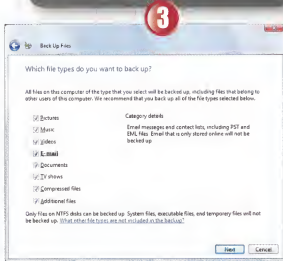 3
Back Up Files
Which file types do you want to back up?
All files on this computer of the type that you select will be backed up, including files that belong to
other users of this computer. We recommend that you back up all of the file types selected below.
Pictures
Music
Videos
E-mail
Documents
TV shows
Compressed files
Additional files
Category details
Email messages and contact lists, including PST and
EML files. Email that is only stored online will not be
backed up
Only files on NTFS disks can be backed up. System files, executable files, and temporary files will not
be backed up. What other file types are not included in the backup?
Next
Cancel